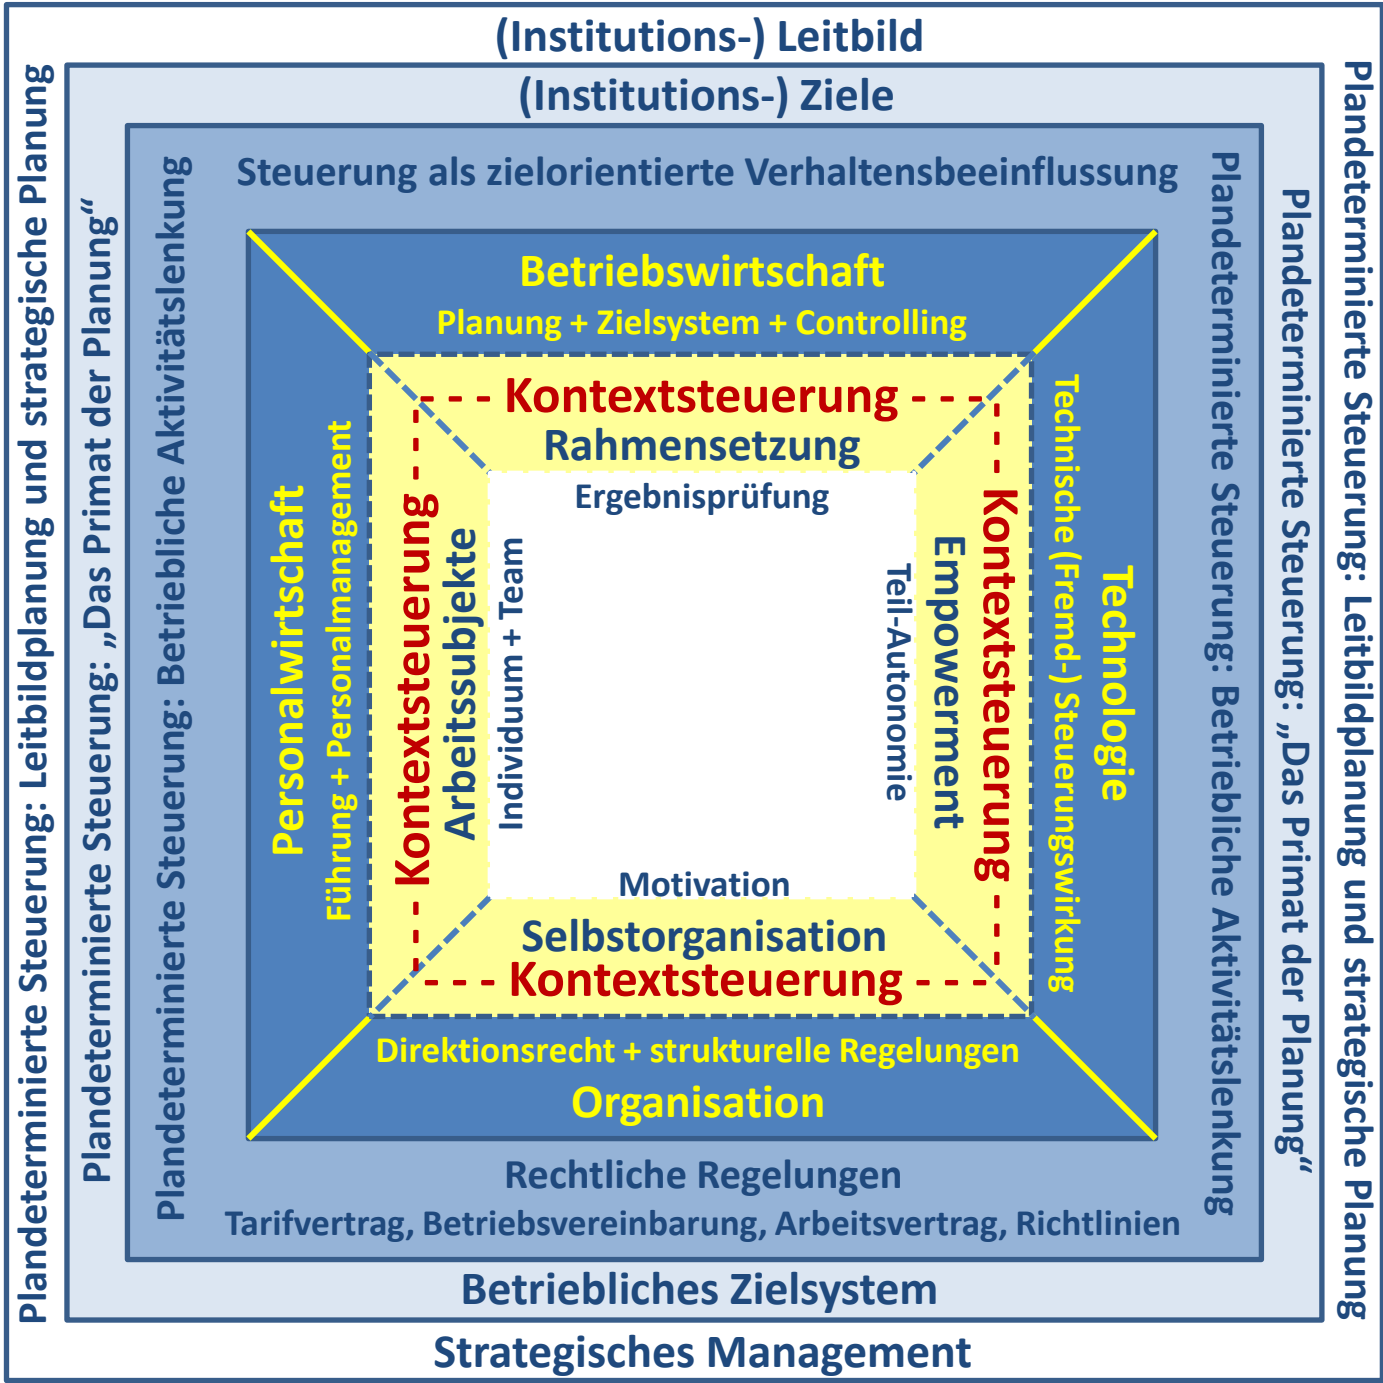 (Institutions-) Leitbild
(Institutions-) Ziele
Steuerung als zielorientierte Verhaltensbeeinflussung
Betriebswirtschaft
Planung + Zielsystem + Controlling
Kontextsteuerung
Rahmensetzung
Ergebnisprüfung
Plandeterminierte Steuerung: Leitbildplanung und strategische Planung
Plandeterminierte Steuerung: „Das Primat der Planung“
Plandeterminierte Steuerung: Betriebliche Aktivitätslenkung
Personalwirtschaft
Führung + Personalmanagement
Kontextsteuerung
Arbeitssubjekte
Individuum + Team
Teil-Autonomie
Empowerment
Kontextsteuerung
Technische (Fremd-) Steuerungswirkung
Technologie
Plandeterminierte Steuerung: Betriebliche Aktivitätslenkung
Plandeterminierte Steuerung: „Das Primat der Planung“
Plandeterminierte Steuerung: Leitbildplanung und strategische Planung
Motivation
Selbstorganisation
Kontextsteuerung
Direktionsrecht + strukturelle Regelungen
Organisation
Rechtliche Regelungen
Tarifvertrag, Betriebsvereinbarung, Arbeitsvertrag, Richtlinien
Betriebliches Zielsystem
Strategisches Management